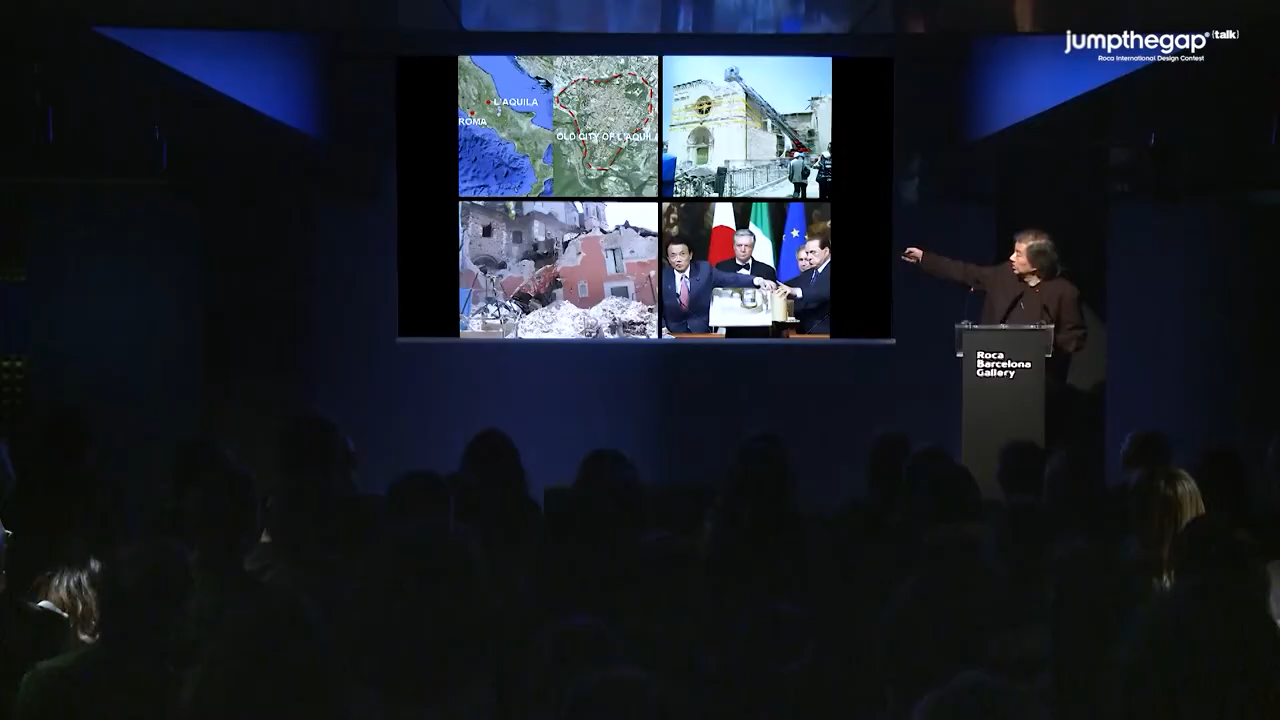 jumpthegap® (talk)
Roca International Design Contest
L'AQUILA
ROMA
OLD CITY OF L'AQUILA
Roca
Barcelona
Gallery